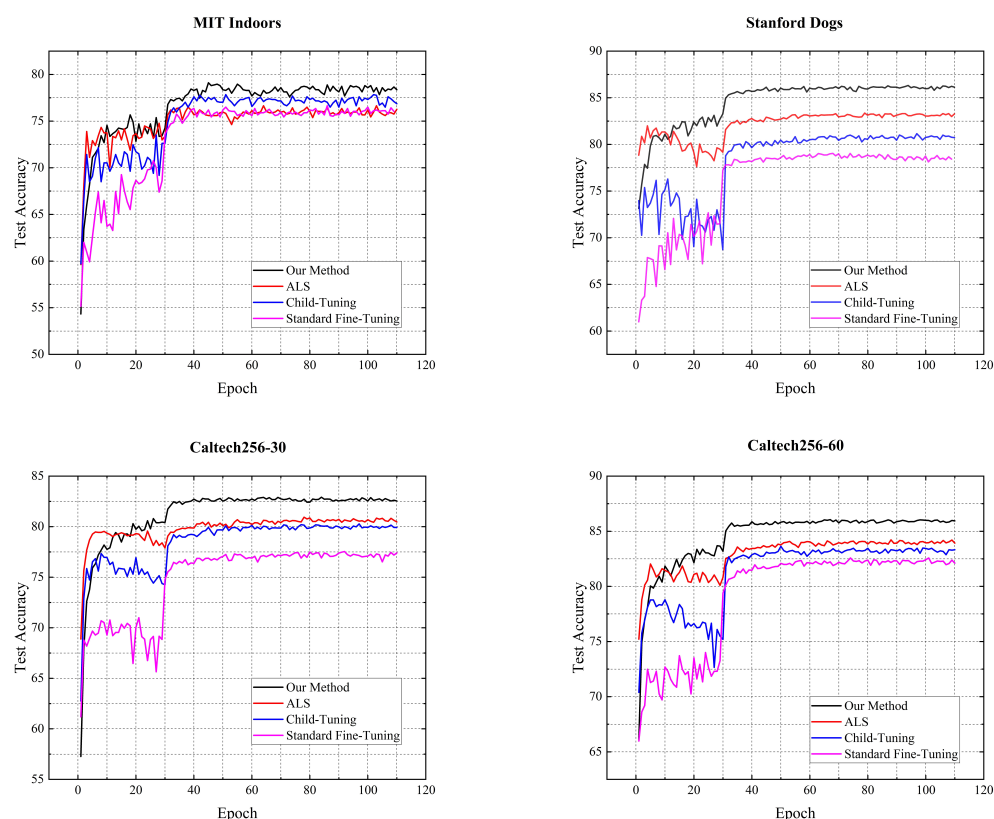 MIT Indoors
80
75
70
65
60
55
50
Test Accuracy
0 20 40 60 80 100 120
Epoch
Our Method
ALS
Child-Tuning
Standard Fine-Tuning
Stanford Dogs
90
85
80
75
70
65
60
Test Accuracy
0 20 40 60 80 100 120
Epoch
Our Method
ALS
Child-Tuning
Standard Fine-Tuning
Caltech256-30
85
80
75
70
65
60
55
Test Accuracy
0 20 40 60 80 100 120
Epoch
Our Method
ALS
Child-Tuning
Standard Fine-Tuning
Caltech256-60
90
85
80
75
70
65
Test Accuracy
0 20 40 60 80 100 120
Epoch
Our Method
ALS
Child-Tuning
Standard Fine-Tuning